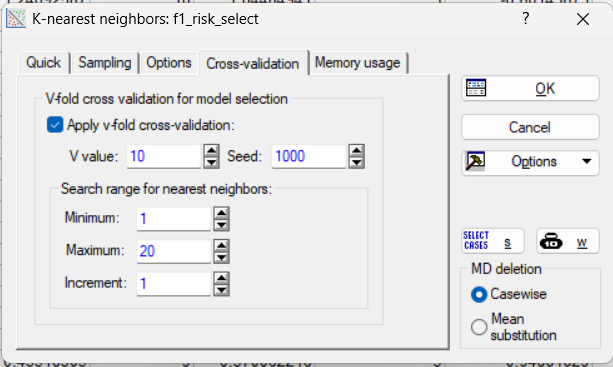 K-nearest neighbors: f1_risk_select
?
Quick Sampling Options Cross-validation Memory usage
V-fold cross validation for model selection
Apply v-fold cross-validation:
V value: 10 Seed: 1000
Search range for nearest neighbors:
Minimum: 1
Maximum: 20
Increment: 1
OK
Cancel
Options
SELECT CASES S
10 W
MD deletion
Casewise
Mean
substitution